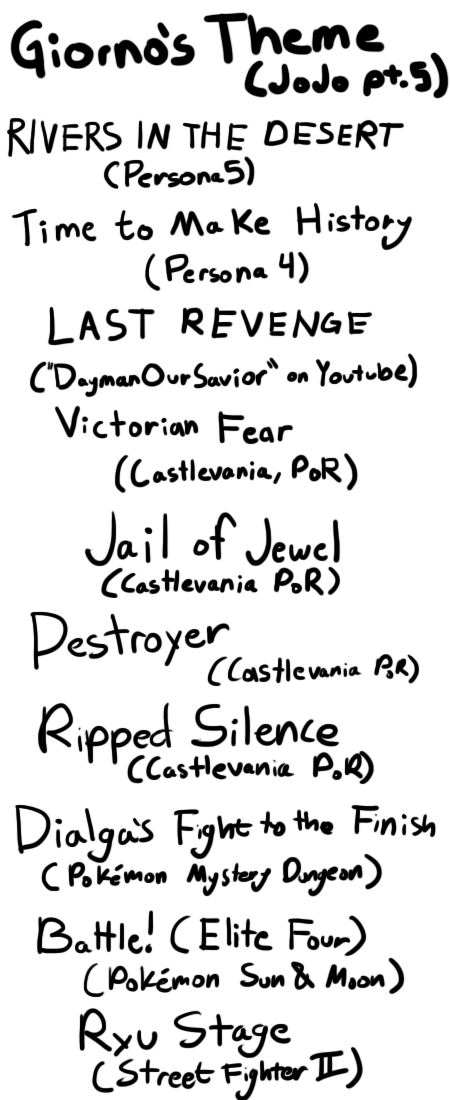 Giorno's Theme
(JoJo pt.5)
RIVERS IN THE DESERT
(Persona 5)
Time to Make History
(Persona 4)
LAST REVENGE
("DaymanOurSavior" on Youtube)
Victorian Fear
(Castlevania, PoR)
Jail of Jewel
(Castlevania PoR)
Destroyer
(Castlevania PoR)
Ripped Silence
(Castlevania PoR)
Dialga's Fight to the Finish
(Pokémon Mystery Dungeon)
Battle! (Elite Four)
(Pokémon Sun & Moon)
Ryu Stage
(Street Fighter II)